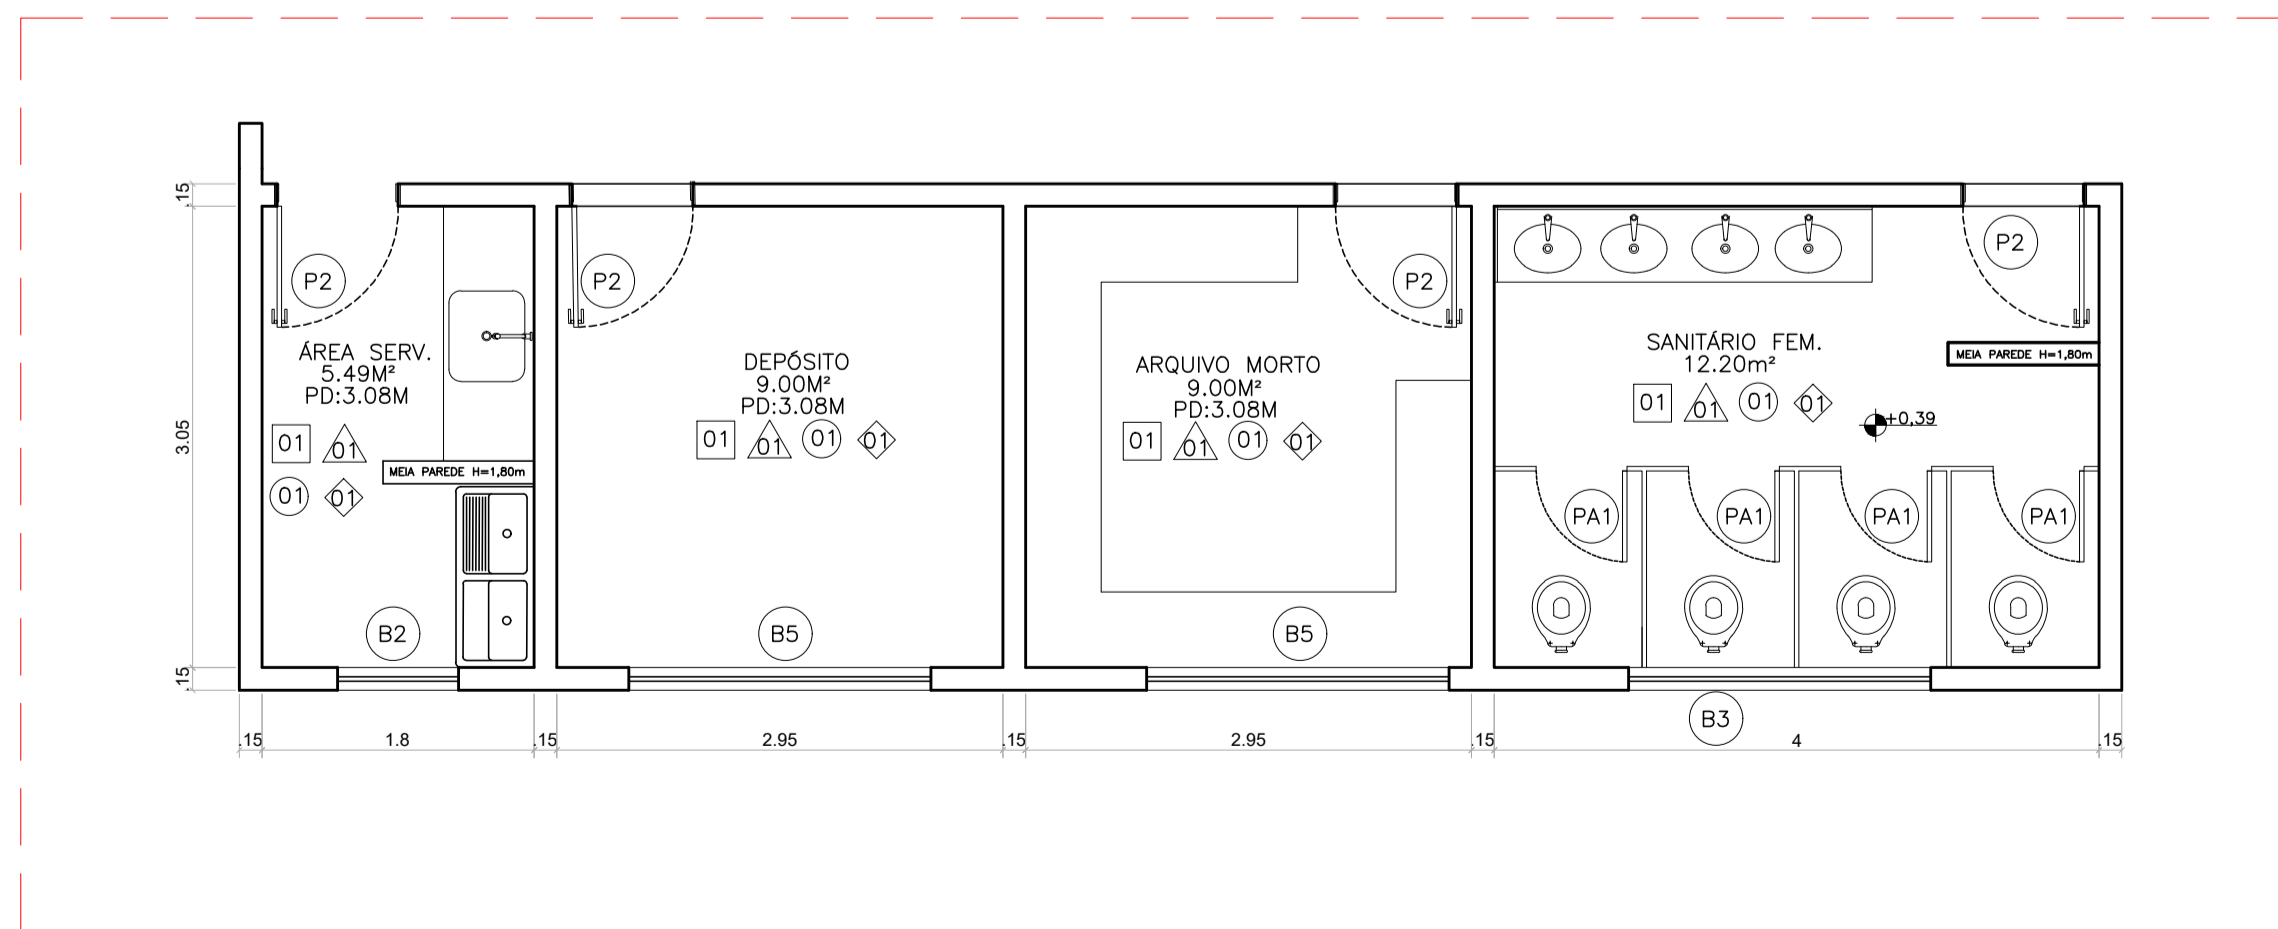 .15
3.05
.15
P2
ÁREA SERV.
5.49M²
PD:3.08M
01
01
01
01
MEIA PAREDE H=1,80m
B2
P2
DEPÓSITO
9.00M²
PD:3.08M
01
01
01
01
B5
P2
ARQUIVO MORTO
9.00M²
PD:3.08M
01
01
01
01
B5
P2
SANITÁRIO FEM.
12.20m²
MEIA PAREDE H=1,80m
01
01
01
01
+0,39
PA1
PA1
PA1
PA1
B3
.15
1.8
.15
2.95
.15
2.95
.15
4
.15